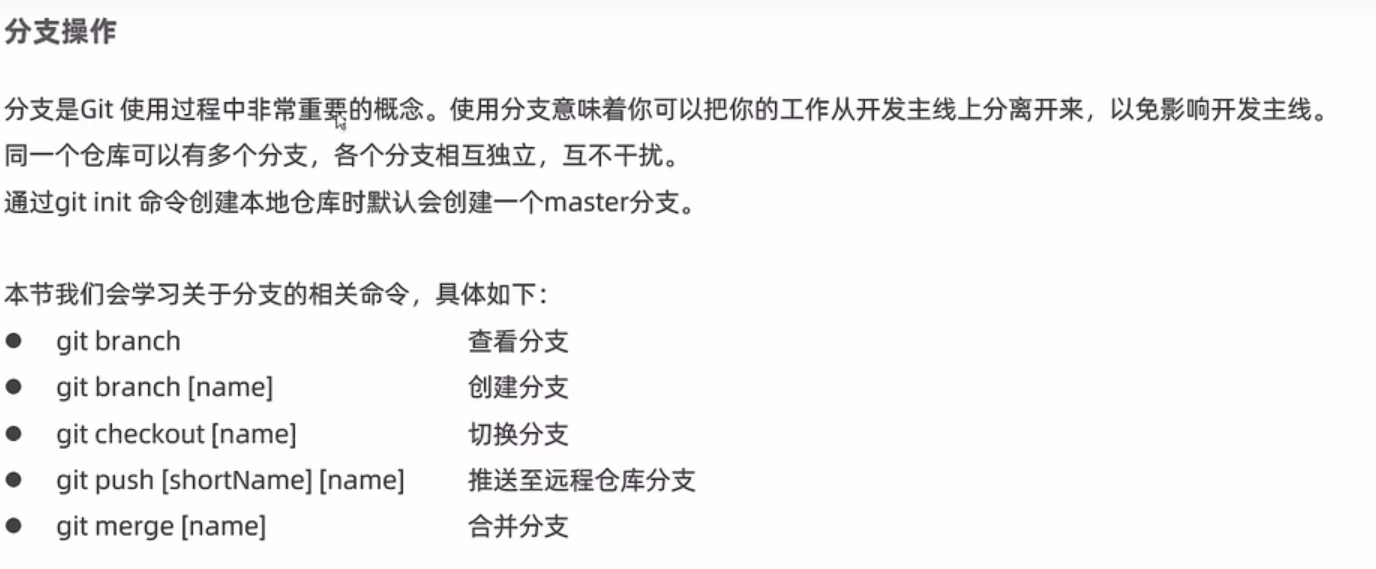 分支操作
分支是Git 使用过程中非常重要的概念。使用分支意味着你可以把你的工作从开发主线上分离开来，以免影响开发主线。
同一个仓库可以有多个分支，各个分支相互独立，互不干扰。
通过git init 命令创建本地仓库时默认会创建一个master分支。
本节我们会学习关于分支的相关命令，具体如下：
● git branch 查看分支
● git branch [name] 创建分支
● git checkout [name] 切换分支
● git push [shortName] [name] 推送至远程仓库分支
● git merge [name] 合并分支